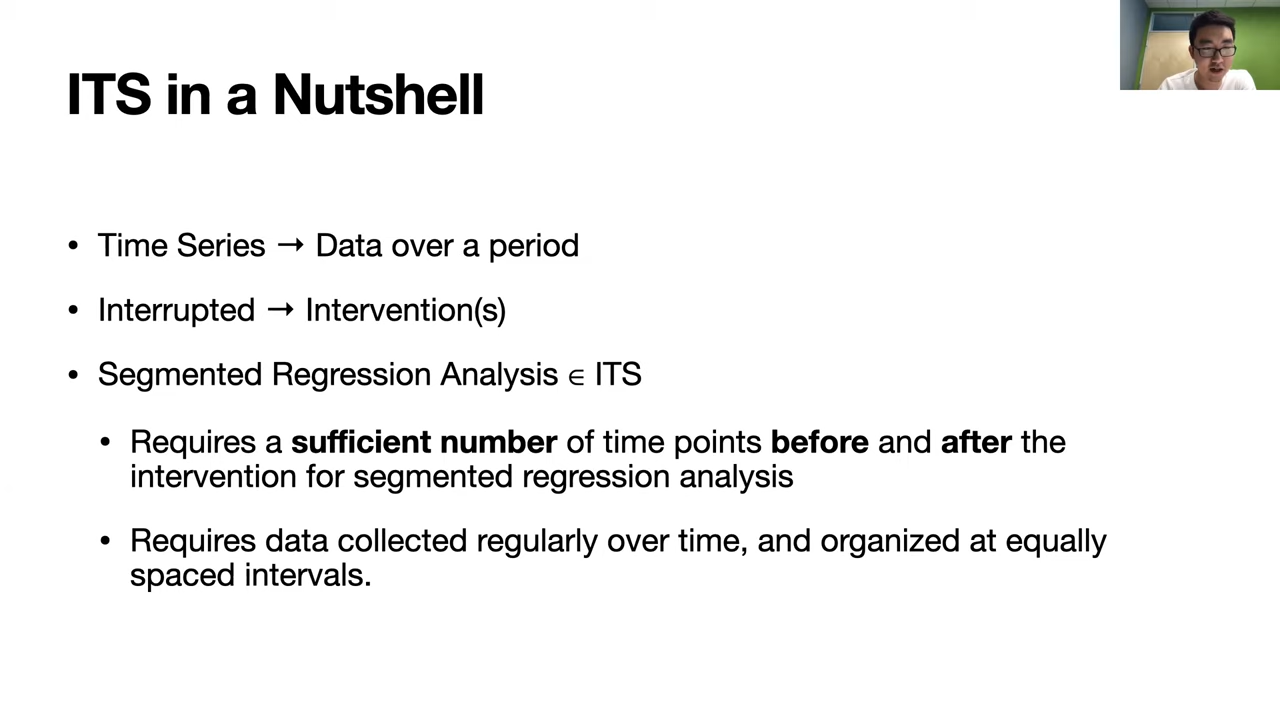 ITS in a Nutshell
• Time Series → Data over a period
• Interrupted → Intervention(s)
• Segmented Regression Analysis ∈ ITS
• Requires a sufficient number of time points before and after the
intervention for segmented regression analysis
• Requires data collected regularly over time, and organized at equally
spaced intervals.